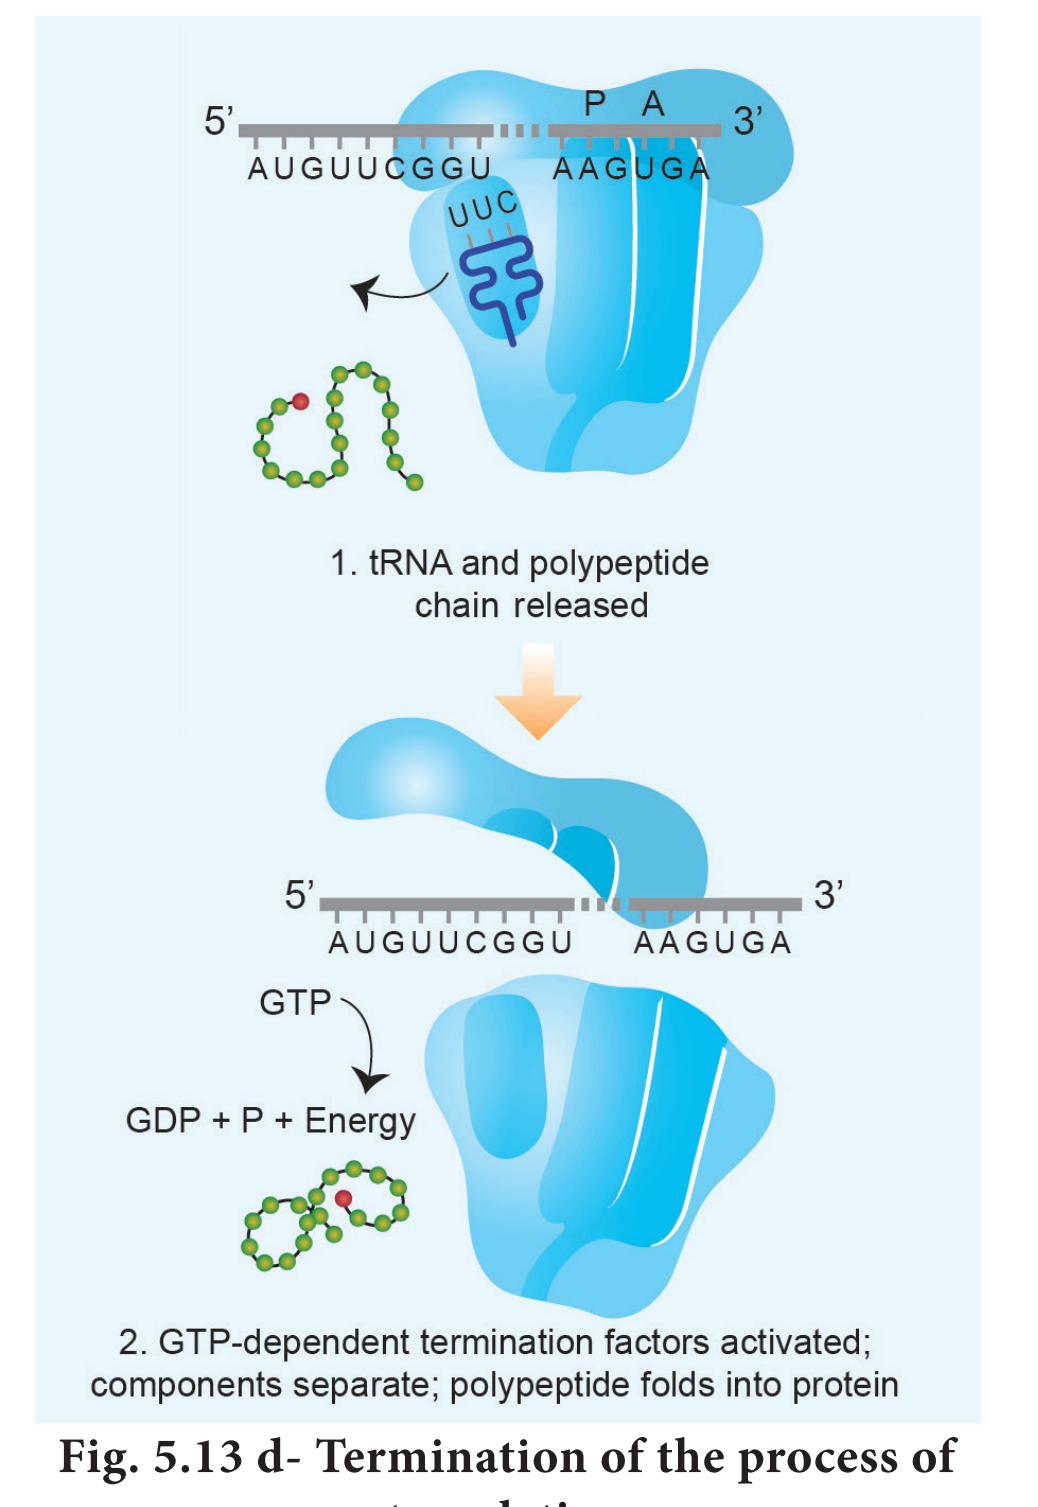 P A
5’ 3’
AUGUUCGGU AAGUGA
UUC
1. tRNA and polypeptide
chain released
5’ 3’
AUGUUCGGU AAGUGA
GTP
GDP + P + Energy
2. GTP-dependent termination factors activated;
components separate; polypeptide folds into protein
Fig. 5.13 d- Termination of the process of